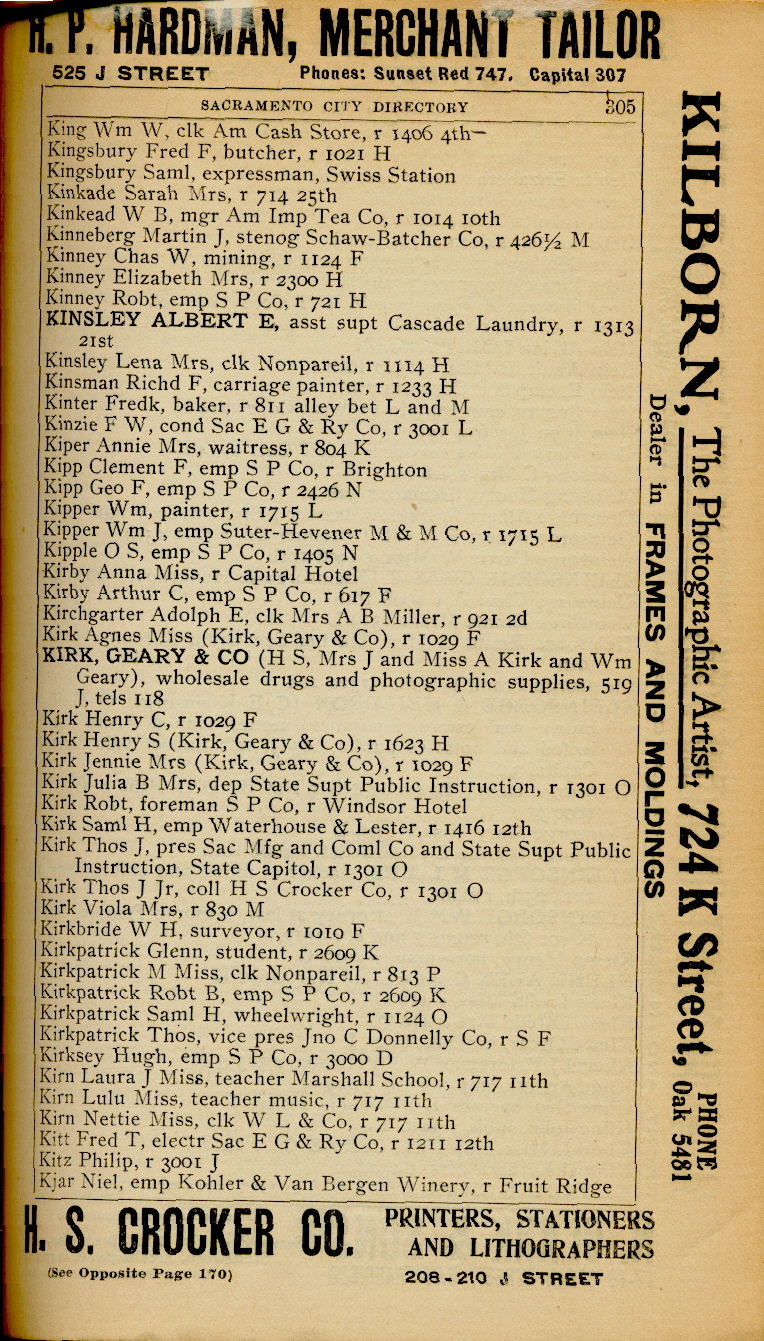 H. P. HARDMAN, MERCHANT TAILOR
525 J STREET Phones: Sunset Red 747. Capital 307
SACRAMENTO CITY DIRECTORY 305
King Wm W, clk Am Cash Store, r 1406 4th
Kingsbury Fred F, butcher, r 1021 H
Kingsbury Saml, expressman, Swiss Station
Kinkade Sarah Mrs, r 714 25th
Kinkead W B, mgr Am Imp Tea Co, r 1014 10th
Kinneberg Martin J, stenog Schaw-Batcher Co, r 426½ M
Kinney Chas W, mining, r 1124 F
Kinney Elizabeth Mrs, r 2300 H
Kinney Robt, emp S P Co, r 721 H
KINSLEY ALBERT E, asst supt Cascade Laundry, r 1313
21st
Kinsley Lena Mrs, clk Nonpareil, r 1114 H
Kinsman Richd F, carriage painter, r 1233 H
Kinter Fredk, baker, r 811 alley bet L and M
Kinzie F W, cond Sac E G & Ry Co, r 3001 L
Kiper Annie Mrs, waitress, r 804 K
Kipp Clement F, emp S P Co, r Brighton
Kipp Geo F, emp S P Co, r 2426 N
Kipper Wm, painter, r 1715 L
Kipper Wm J, emp Suter-Hevener M & M Co, r 1715 L
Kipple O S, emp S P Co, r 1405 N
Kirby Anna Miss, r Capital Hotel
Kirby Arthur C, emp S P Co, r 617 F
Kirchgarter Adolph E, clk Mrs A B Miller, r 921 2d
Kirk Agnes Miss (Kirk, Geary & Co), r 1029 F
KIRK, GEARY & CO (H S, Mrs J and Miss A Kirk and Wm
Geary), wholesale drugs and photographic supplies, 519
J, tels 118
Kirk Henry C, r 1029 F
Kirk Henry S (Kirk, Geary & Co), r 1623 H
Kirk Jennie Mrs (Kirk, Geary & Co), r 1029 F
Kirk Julia B Mrs, dep State Supt Public Instruction, r 1301 O
Kirk Robt, foreman S P Co, r Windsor Hotel
Kirk Saml H, emp Waterhouse & Lester, r 1416 12th
Kirk Thos J, pres Sac Mfg and Coml Co and State Supt Public
Instruction, State Capitol, r 1301 O
Kirk Thos J Jr, coll H S Crocker Co, r 1301 O
Kirk Viola Mrs, r 830 M
Kirkbride W H, surveyor, r 1010 F
Kirkpatrick Glenn, student, r 2609 K
Kirkpatrick M Miss, clk Nonpareil, r 813 P
Kirkpatrick Robt B, emp S P Co, r 2609 K
Kirkpatrick Saml H, wheelwright, r 1124 O
Kirkpatrick Thos, vice pres Jno C Donnelly Co, r S F
Kirksey Hugh, emp S P Co, r 3000 D
Kirn Laura J Miss, teacher Marshall School, r 717 11th
Kirn Lulu Miss, teacher music, r 717 11th
Kirn Nettie Miss, clk W L & Co, r 717 11th
Kitt Fred T, electr Sac E G & Ry Co, r 1211 12th
Kitz Philip, r 3001 J
Kjar Niel, emp Kohler & Van Bergen Winery, r Fruit Ridge
KILBORN, The Photographic Artist, 724 K Street, PHONE Oak 5481
Dealer in FRAMES AND MOLDINGS
H. S. CROCKER CO. PRINTERS, STATIONERS
AND LITHOGRAPHERS
(See Opposite Page 170) 208-210 J STREET